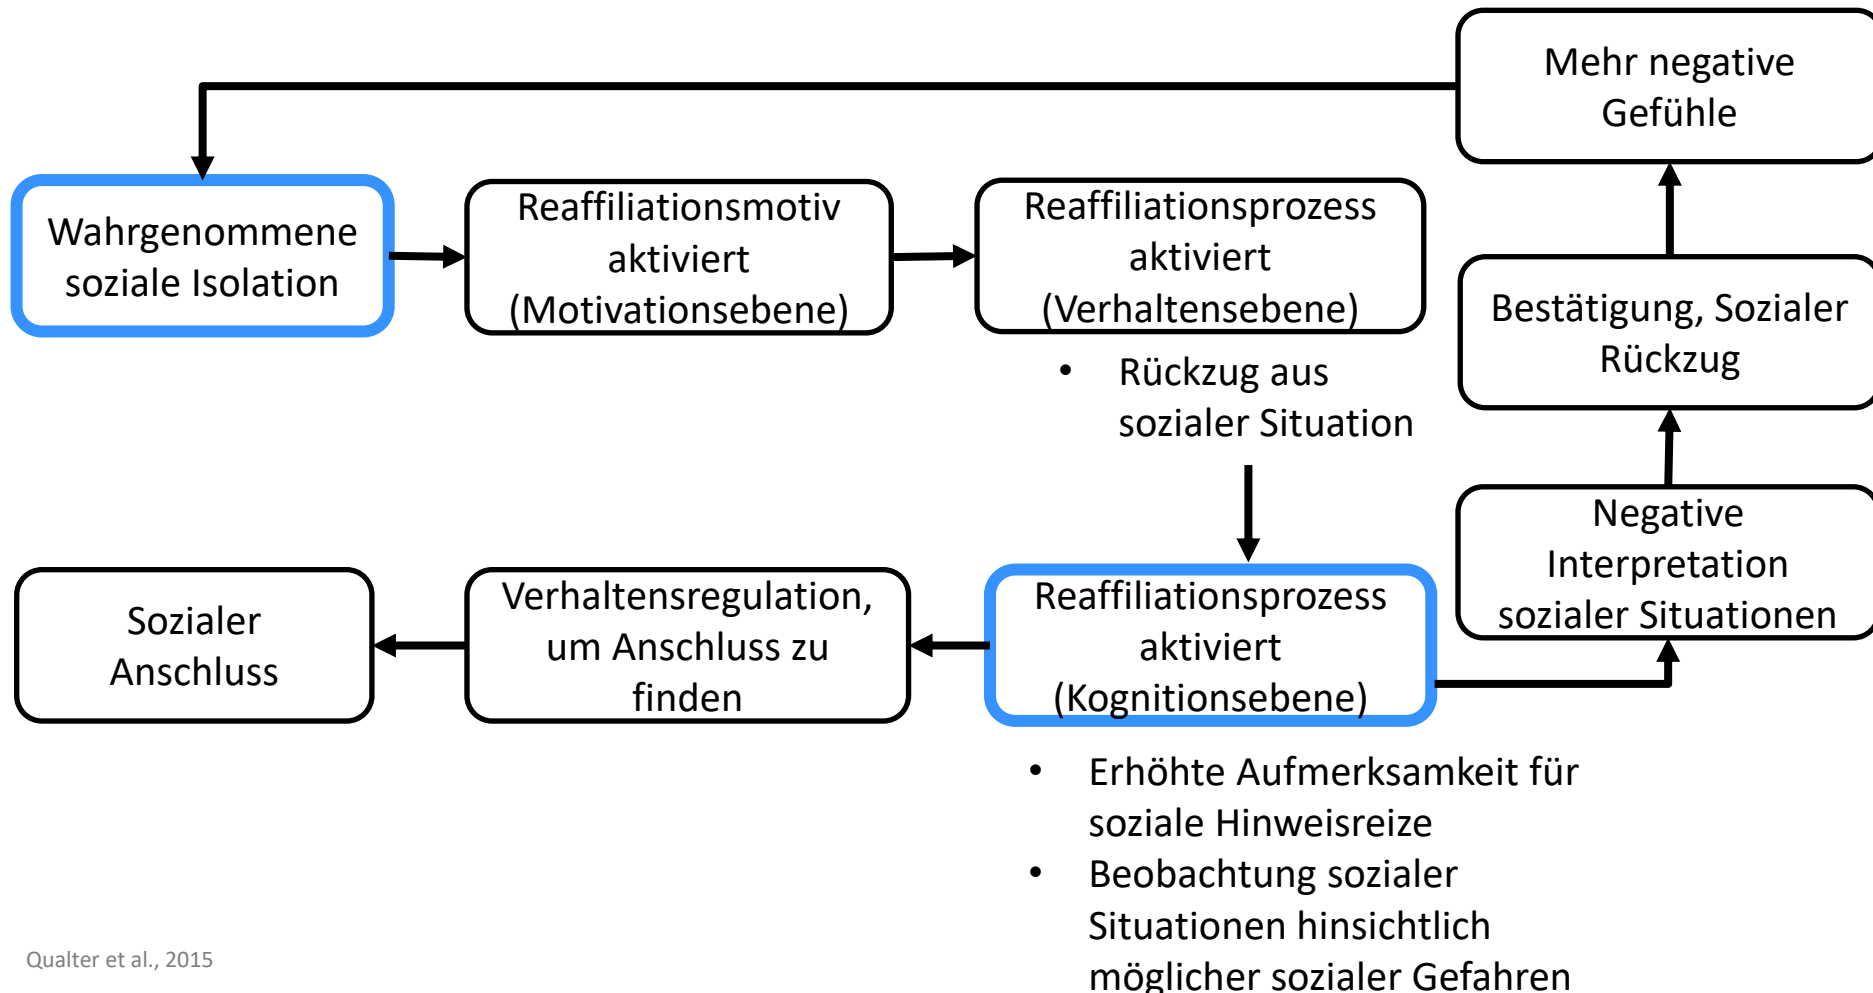 Mehr negative
Gefühle
Wahrgenommene
soziale Isolation
Reaffiliationsmotiv
aktiviert
(Motivationsebene)
Reaffiliationsprozess
aktiviert
(Verhaltensebene)
• Rückzug aus
sozialer Situation
Bestätigung, Sozialer
Rückzug
Negative
Interpretation
sozialer Situationen
Sozialer
Anschluss
Verhaltensregulation,
um Anschluss zu
finden
Reaffiliationsprozess
aktiviert
(Kognitionsebene)
• Erhöhte Aufmerksamkeit für
soziale Hinweisreize
• Beobachtung sozialer
Situationen hinsichtlich
möglicher sozialer Gefahren
Qualter et al., 2015